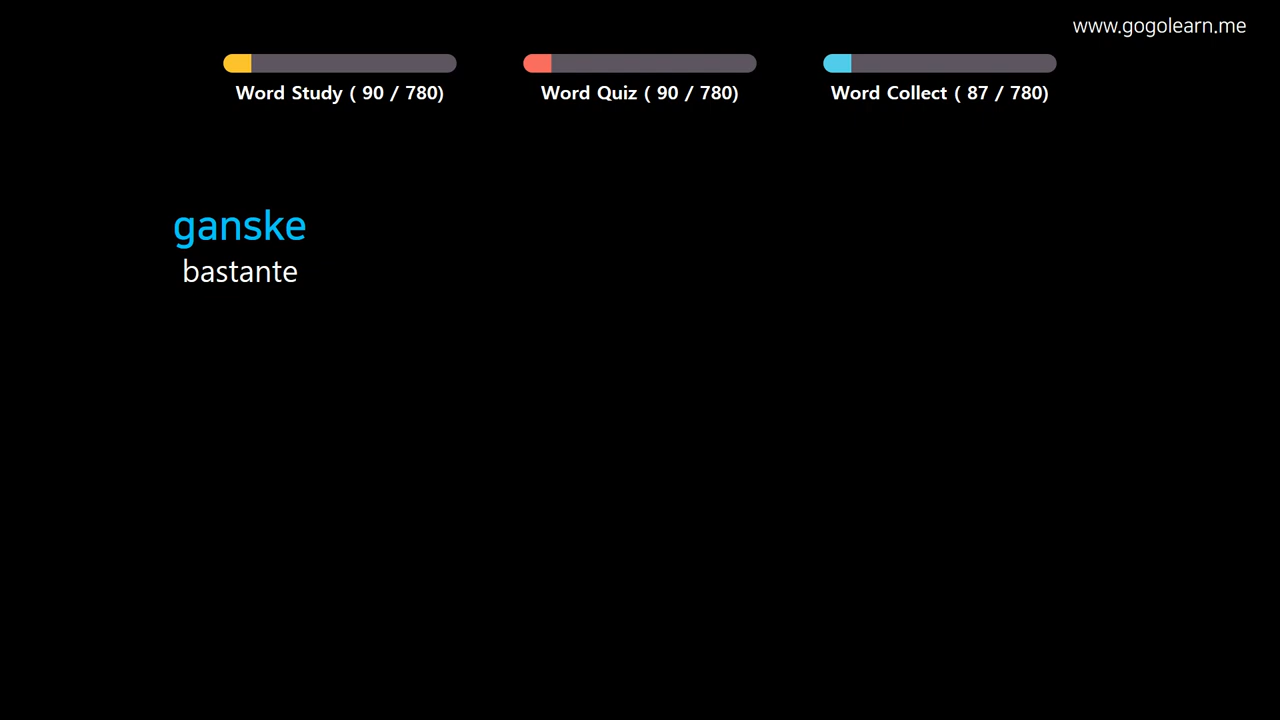 www.gogolearn.me
Word Study ( 90 / 780)
Word Quiz ( 90 / 780)
Word Collect ( 87 / 780)
ganske
bastante